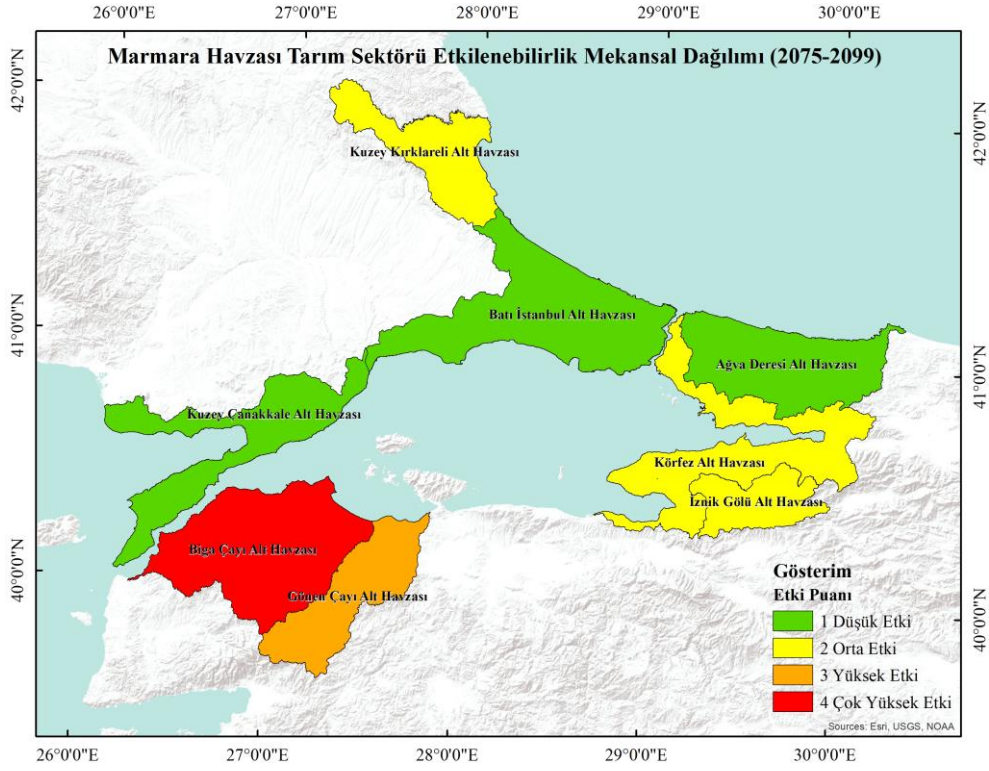 26°0'0"E 27°0'0"E 28°0'0"E 29°0'0"E 30°0'0"E
Marmara Havzası Tarım Sektörü Etkilenebilirlik Mekansal Dağılımı (2075-2099)
42°0'0"N
42°0'0"N
Kuzey Kırklareli Alt Havzası
Batı İstanbul Alt Havzası
41°0'0"N
Ağva Deresi Alt Havzası
41°0'0"N
Kuzey Çanakkale Alt Havzası
Körfez Alt Havzası
İznik Gölü Alt Havzası
Biga Çayı Alt Havzası
40°0'0"N
Gönen Çayı Alt Havzası
40°0'0"N
Gösterim
Etki Puanı
1 Düşük Etki
2 Orta Etki
3 Yüksek Etki
4 Çok Yüksek Etki
Sources: Esri, USGS, NOAA
26°0'0"E 27°0'0"E 28°0'0"E 29°0'0"E 30°0'0"E